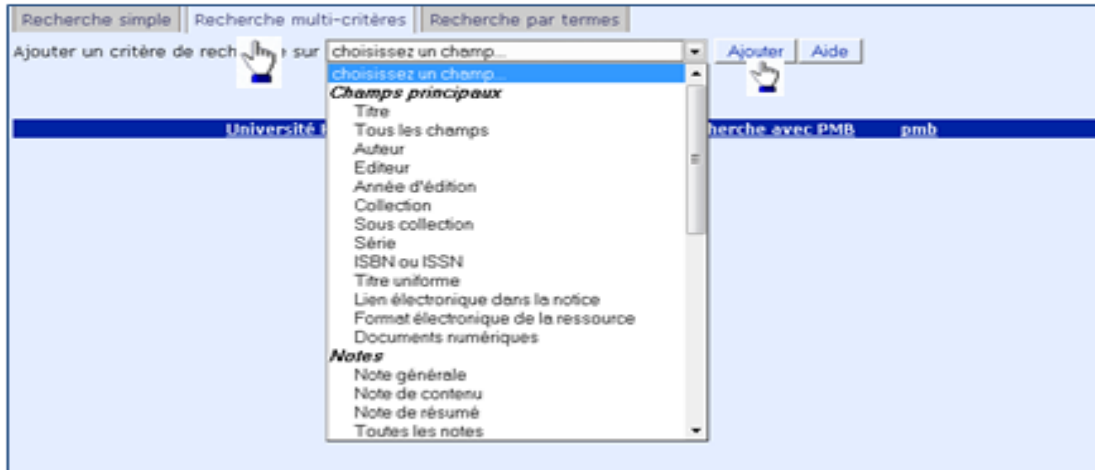 Recherche simple Recherche multi-critères Recherche par termes
Ajouter un critère de rech sur choisissez un champ... Ajouter Aide
choisissez un champ...
Champs principaux
Titre
Université herche avec PMB pmb
Tous les champs
Auteur
Editeur
Année d'édition
Collection
Sous collection
Série
ISBN ou ISSN
Titre uniforme
Lien électronique dans la notice
Format électronique de la ressource
Documents numériques
Notes
Note générale
Note de contenu
Note de résumé
Toutes les notes